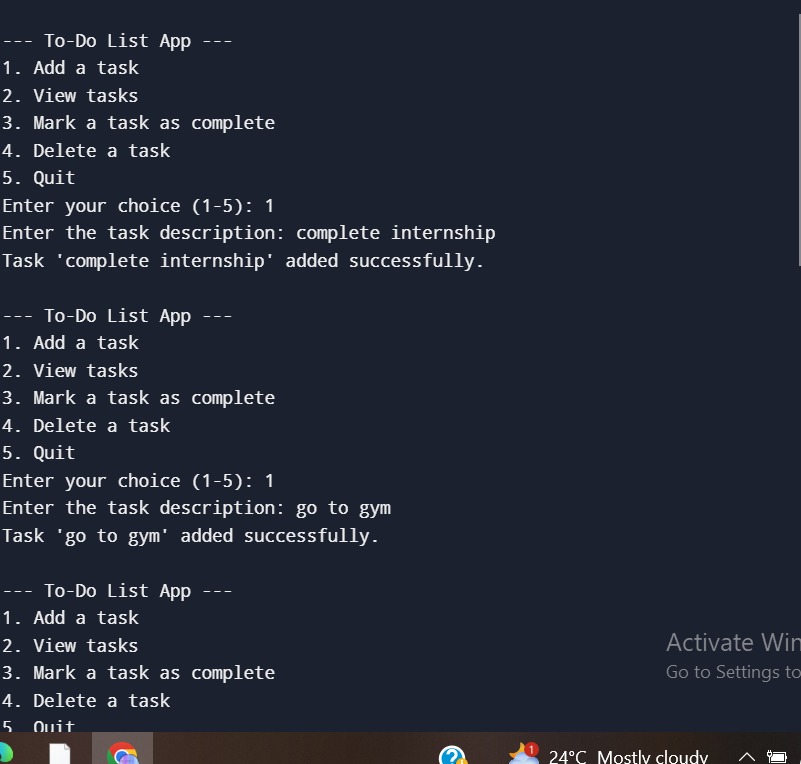 --- To-Do List App ---
1. Add a task
2. View tasks
3. Mark a task as complete
4. Delete a task
5. Quit
Enter your choice (1-5): 1
Enter the task description: complete internship
Task 'complete internship' added successfully.
--- To-Do List App ---
1. Add a task
2. View tasks
3. Mark a task as complete
4. Delete a task
5. Quit
Enter your choice (1-5): 1
Enter the task description: go to gym
Task 'go to gym' added successfully.
--- To-Do List App ---
1. Add a task
2. View tasks
3. Mark a task as complete
4. Delete a task
5. Quit
Activate Win
Go to Settings to
1
24°C Mostly cloudy